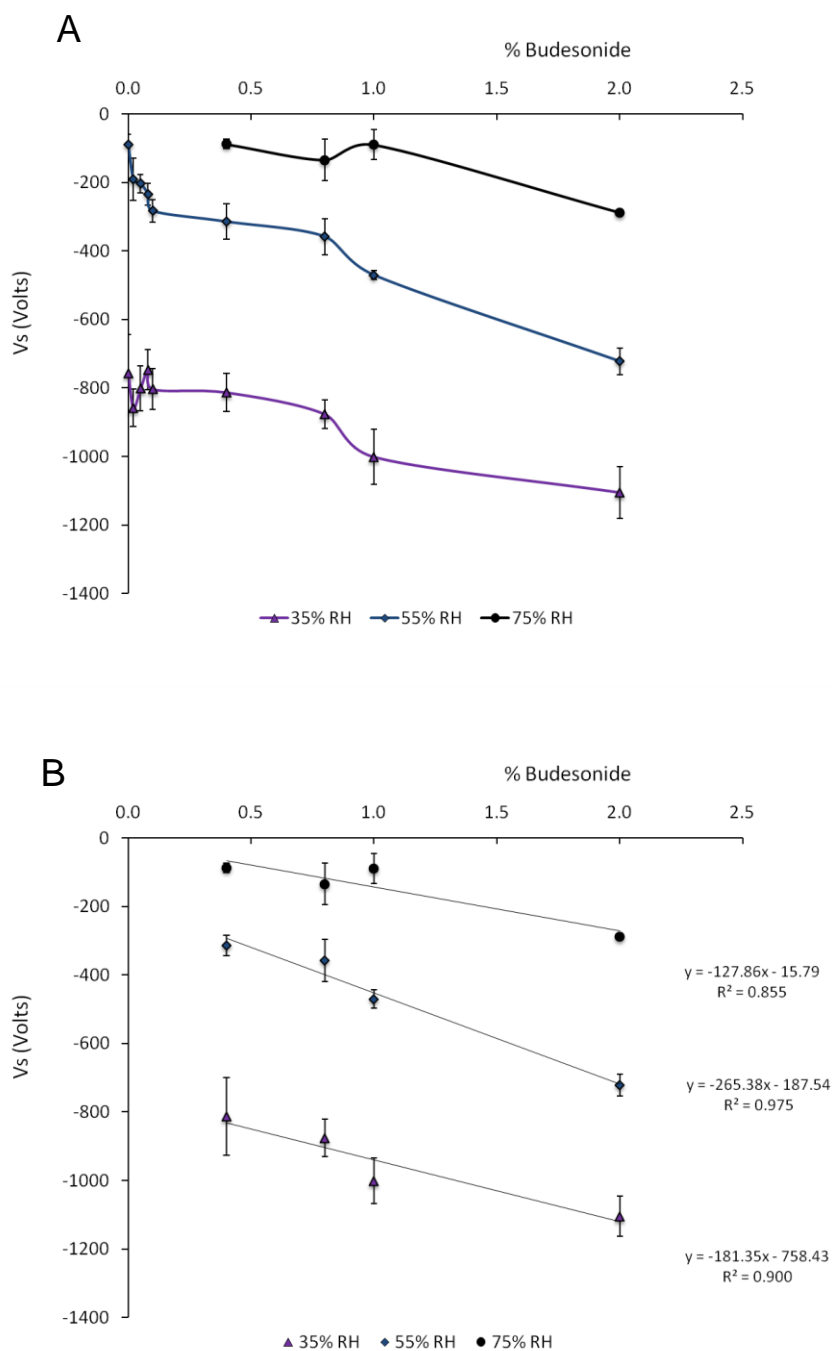 A
% Budesonide
0.0 0.5 1.0 1.5 2.0 2.5
0
-200
-400
-600
-800
-1000
-1200
-1400
Vs (Volts)
35% RH 55% RH 75% RH
B
% Budesonide
0.0 0.5 1.0 1.5 2.0 2.5
0
-200
-400
-600
-800
-1000
-1200
-1400
Vs (Volts)
y = -127.86x - 15.79
R² = 0.855
y = -265.38x - 187.54
R² = 0.975
y = -181.35x - 758.43
R² = 0.900
35% RH 55% RH 75% RH